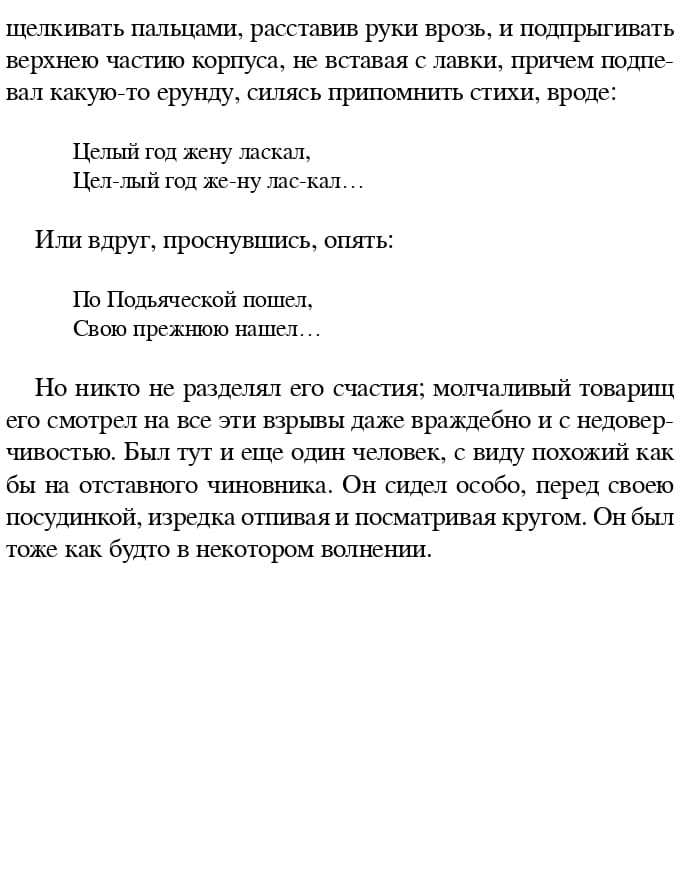 щелкивать пальцами, расставив руки врозь, и подпрыгивать
верхнею частию корпуса, не вставая с лавки, причем подпе-
вал какую-то ерунду, силясь припомнить стихи, вроде:
Целый год жену ласкал,
Цел-лый год же-ну лас-кал…
Или вдруг, проснувшись, опять:
По Подьяческой пошел,
Свою прежнюю нашел…
Но никто не разделял его счастия; молчаливый товарищ
его смотрел на все эти взрывы даже враждебно и с недовер-
чивостью. Был тут и еще один человек, с виду похожий как
бы на отставного чиновника. Он сидел особо, перед своею
посудинкой, изредка отпивая и посматривая кругом. Он был
тоже как будто в некотором волнении.